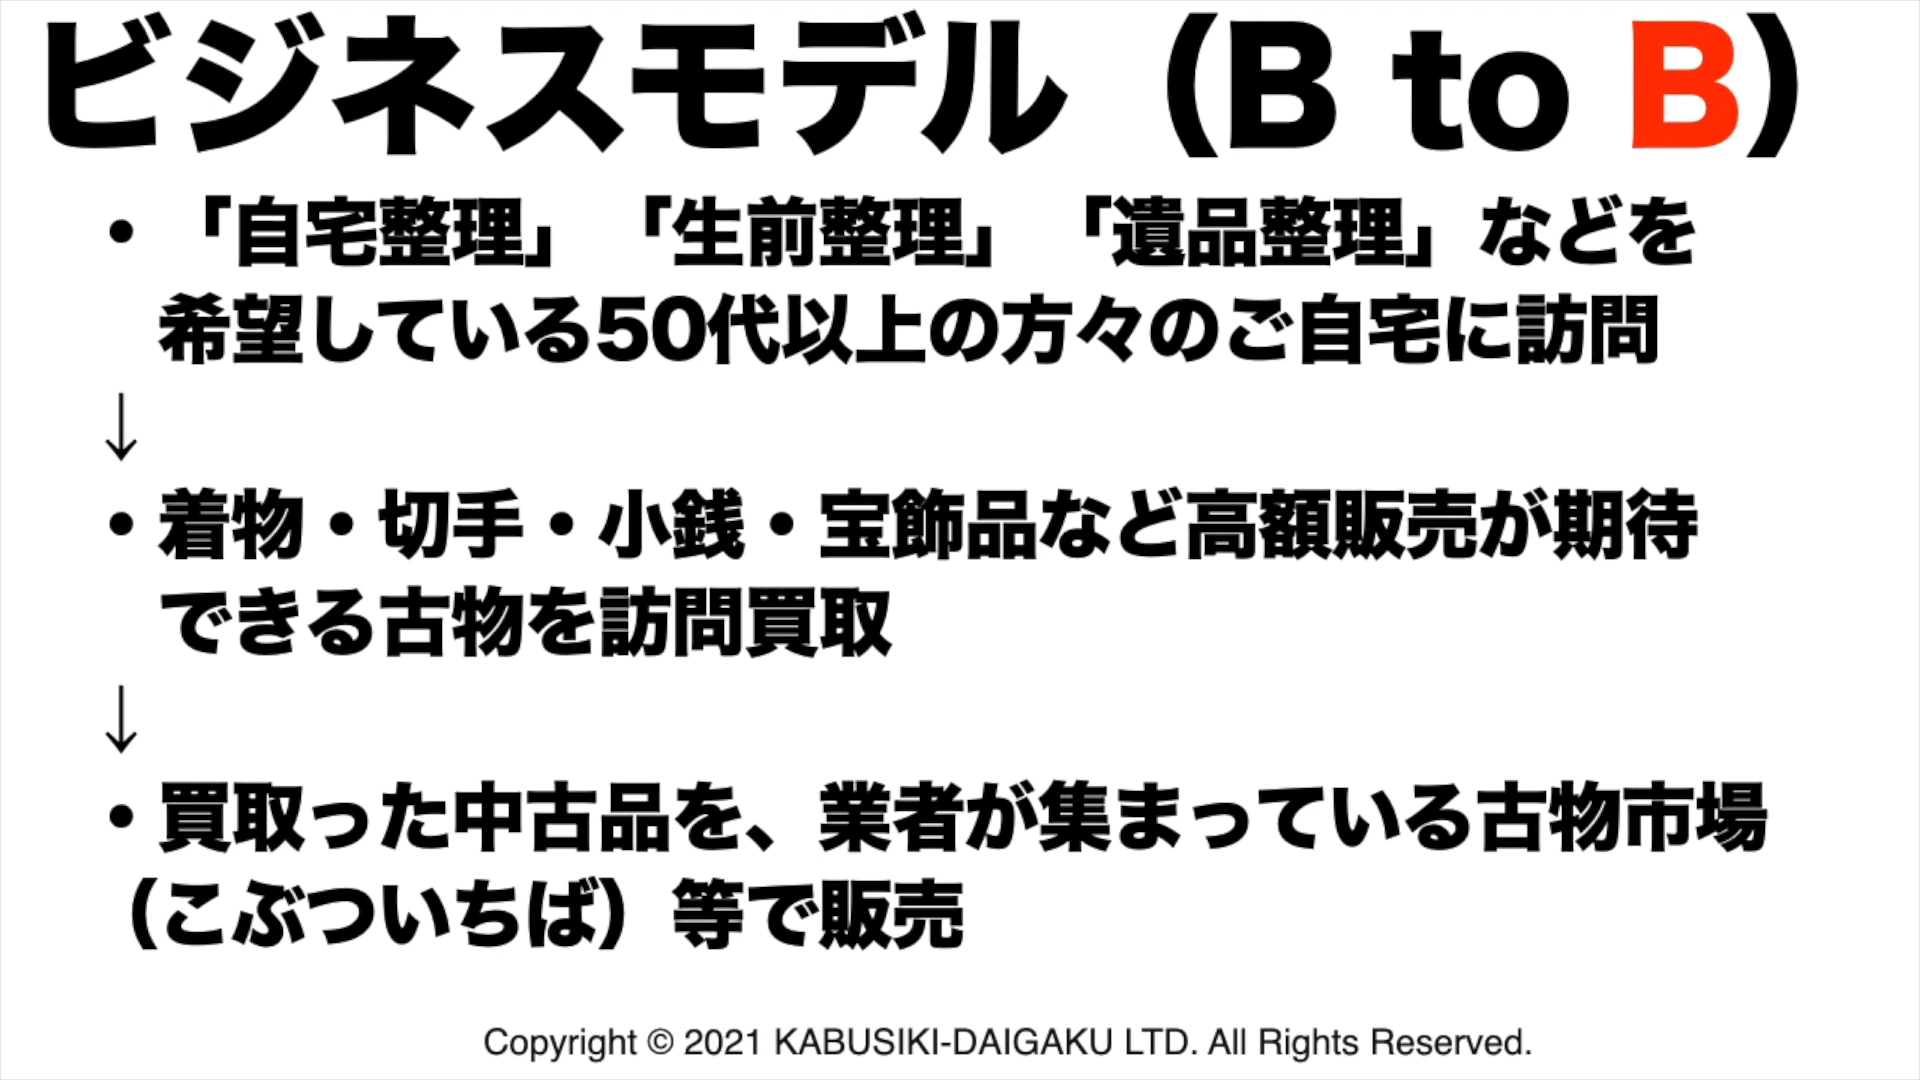 ビジネスモデル（B to B）
・「自宅整理」「生前整理」「遺品整理」などを
希望している50代以上の方々のご自宅に訪問
↓
・着物・切手・小銭・宝飾品など高額販売が期待
できる古物を訪問買取
↓
・買取った中古品を、業者が集まっている古物市場
（こぶついちば）等で販売
Copyright © 2021 KABUSIKI-DAIGAKU LTD. All Rights Reserved.